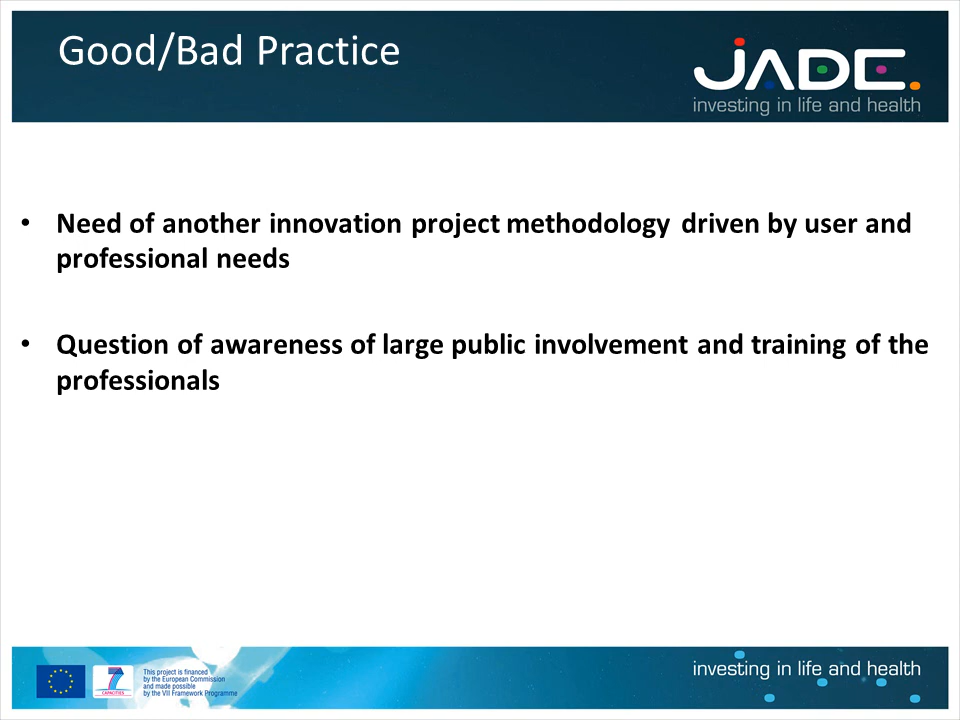 Good/Bad Practice
JADE.
investing in life and health
• Need of another innovation project methodology driven by user and
professional needs
• Question of awareness of large public involvement and training of the
professionals
7
CAPACITIES
This project is financed
by the European Commission
and made possible
by the VII Framework Programme
investing in life and health